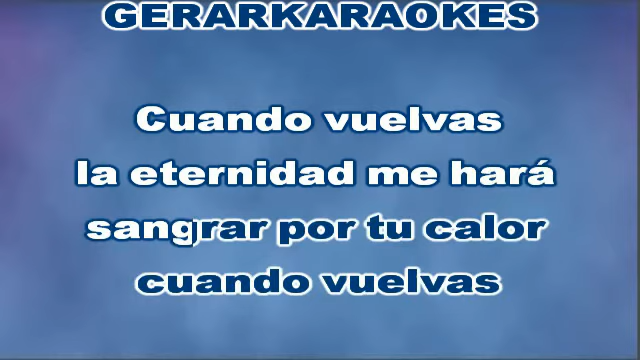 GERARKARAOKES
Cuando vuelvas
la eternidad me hará
sangrar por tu calor
cuando vuelvas